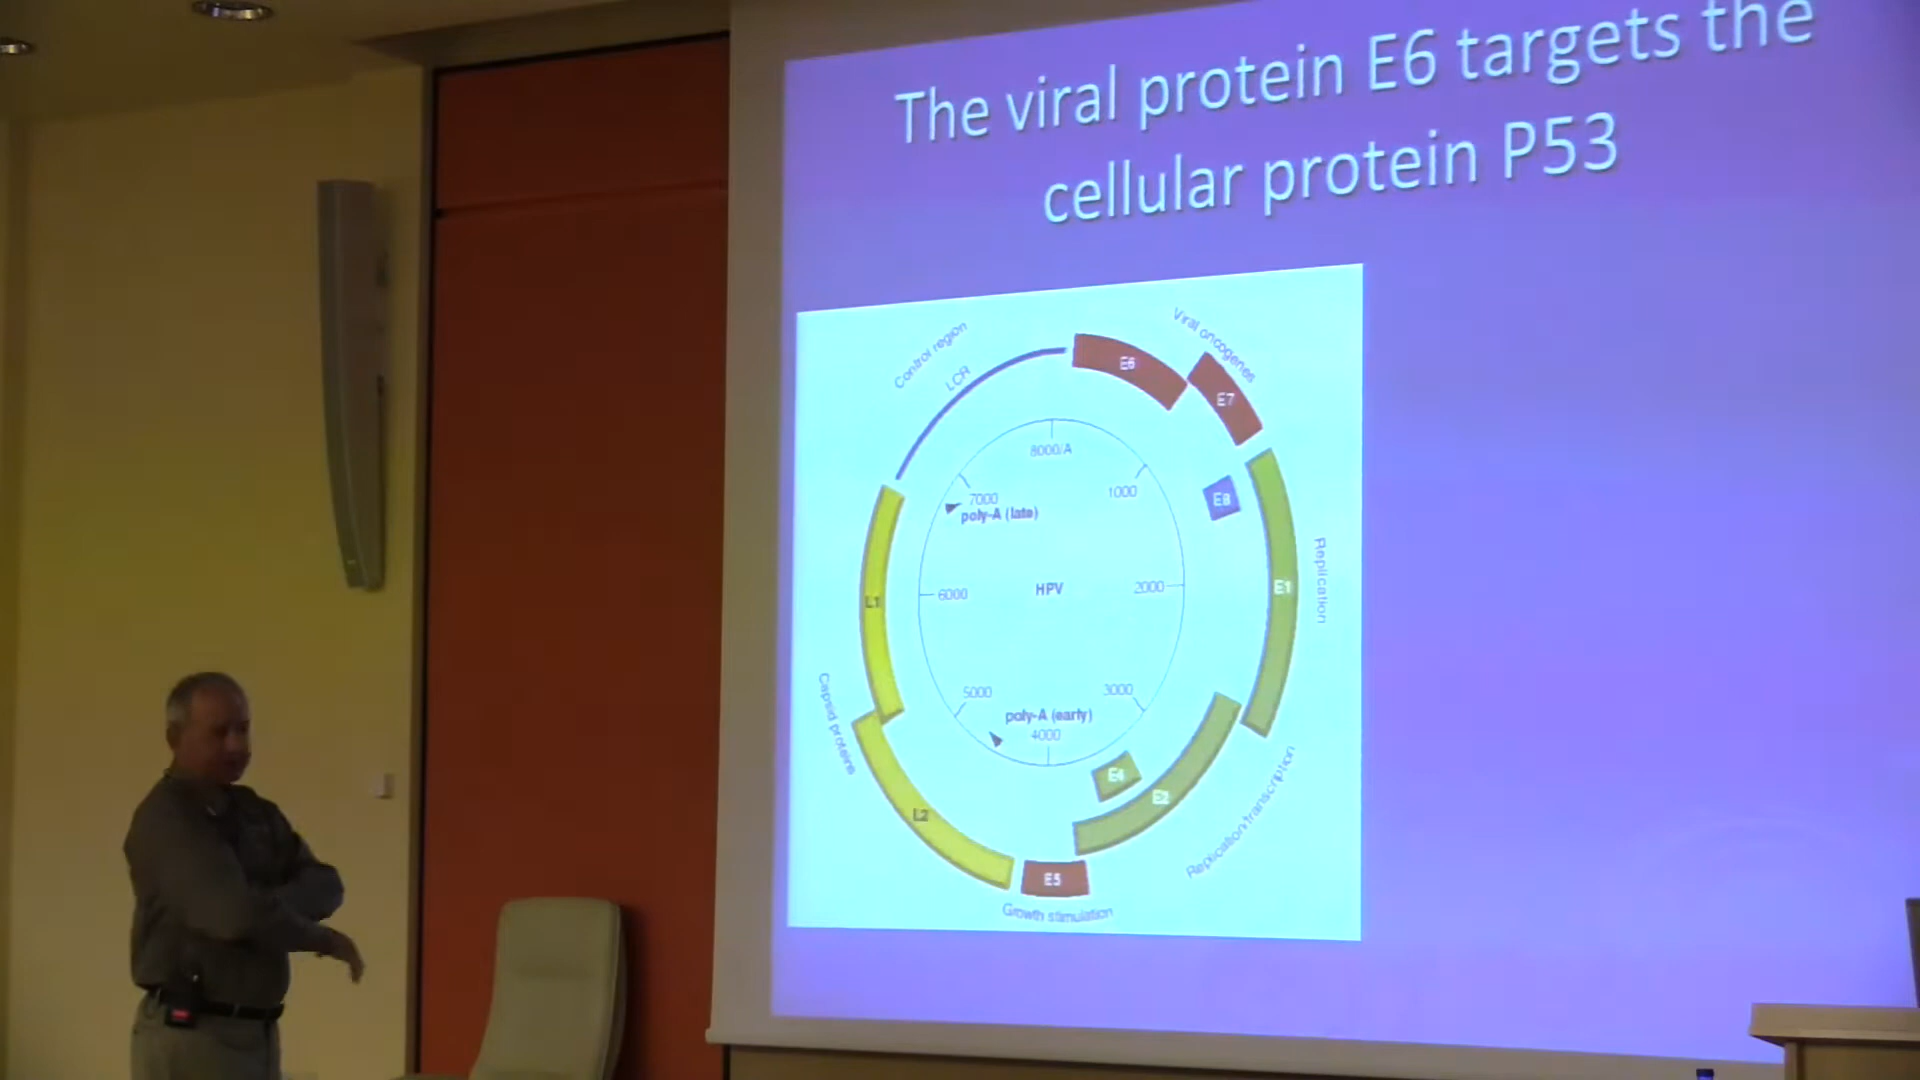 The viral protein E6 targets the
cellular protein P53
Control region
LCR
Viral oncogenes
E6
E7
8000/A
7000
poly-A (late)
1000
E8
Replication
L1
6000
HPV
2000
E1
Capsid proteins
5000
3000
poly-A (early)
4000
E4
E2
Replication/transcription
L2
E5
Growth stimulation